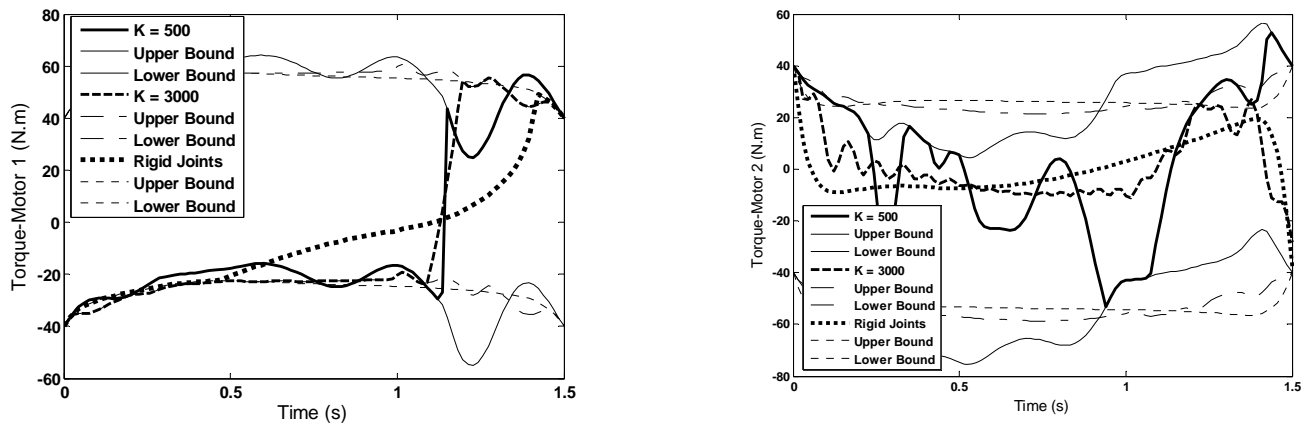 60
40
20
0
-20
-40
-60
80
0
0.5
1
1.5
Torque-Motor 1 (N.m)
Time (s)
K = 500
Upper Bound
Lower Bound
K = 3000
Upper Bound
Lower Bound
Rigid Joints
Upper Bound
Lower Bound
60
40
20
0
-20
-40
-60
-80
0
0.5
1
1.5
Torque-Motor 2 (N.m)
Time (s)
K = 500
Upper Bound
Lower Bound
K = 3000
Upper Bound
Lower Bound
Rigid Joints
Upper Bound
Lower Bound